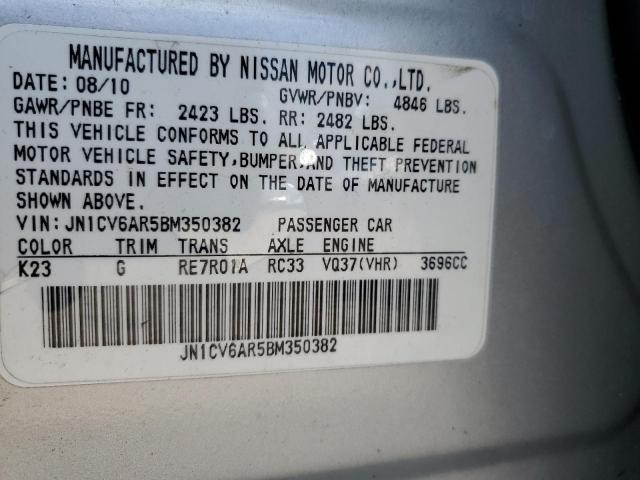 MANUFACTURED BY NISSAN MOTOR CO.,LTD.
DATE: 08/10 GVWR/PNBV: 4846 LBS.
GAWR/PNBE FR: 2423 LBS. RR: 2482 LBS.
THIS VEHICLE CONFORMS TO ALL APPLICABLE FEDERAL
MOTOR VEHICLE SAFETY,BUMPER,AND THEFT PREVENTION
STANDARDS IN EFFECT ON THE DATE OF MANUFACTURE
SHOWN ABOVE.
VIN: JN1CV6AR5BM350382 PASSENGER CAR
COLOR TRIM TRANS AXLE ENGINE
K23 G RE7R01A RC33 VQ37(VHR) 3696CC
JN1CV6AR5BM350382